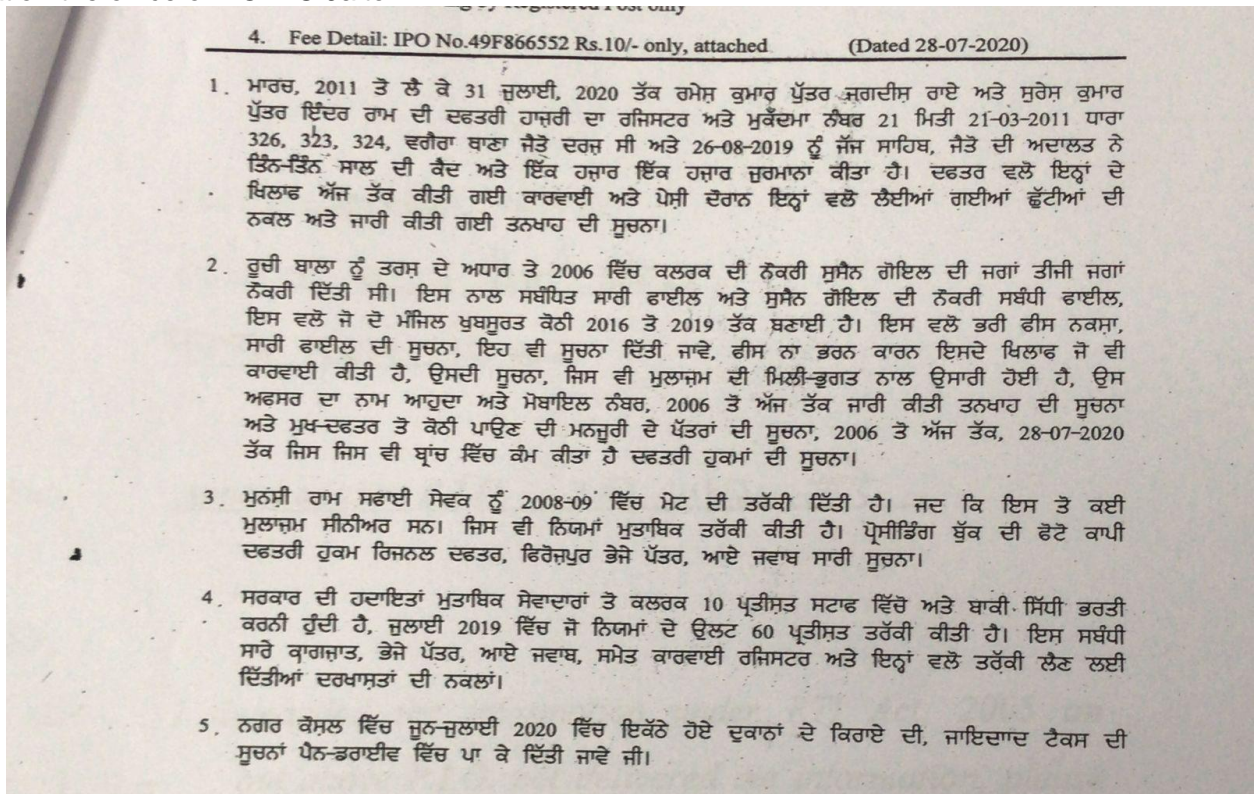 by Registered Post only
4. Fee Detail: IPO No.49F866552 Rs.10/- only, attached (Dated 28-07-2020)
1. ਮਾਰਚ, 2011 ਤੋ ਲੈ ਕੇ 31 ਜੁਲਾਈ, 2020 ਤੱਕ ਰਮੇਸ਼ ਕੁਮਾਰ ਪੁੱਤਰ ਜਗਦੀਸ਼ ਰਾਏ ਅਤੇ ਸੁਰੇਸ਼ ਕੁਮਾਰ
ਪੁੱਤਰ ਇੰਦਰ ਰਾਮ ਦੀ ਦਫਤਰੀ ਹਾਜ਼ਰੀ ਦਾ ਰਜਿਸਟਰ ਅਤੇ ਮੁਕੱਦਮਾ ਨੰਬਰ 21 ਮਿਤੀ 21-03-2011 ਧਾਰਾ
326, 323, 324, ਵਗੈਰਾ ਥਾਣਾ ਜੈਤੋ ਦਰਜ਼ ਸੀ ਅਤੇ 26-08-2019 ਨੂੰ ਜੱਜ ਸਾਹਿਬ, ਜੈਤੋ ਦੀ ਅਦਾਲਤ ਨੇ
ਤਿੰਨ-ਤਿੰਨ ਸਾਲ ਦੀ ਕੈਦ ਅਤੇ ਇੱਕ ਹਜ਼ਾਰ ਇੱਕ ਹਜ਼ਾਰ ਜੁਰਮਾਨਾ ਕੀਤਾ ਹੈ। ਦਫਤਰ ਵਲੋ ਇਨ੍ਹਾਂ ਦੇ
ਖਿਲਾਫ ਅੱਜ ਤੱਕ ਕੀਤੀ ਗਈ ਕਾਰਵਾਈ ਅਤੇ ਪੇਸ਼ੀ ਦੌਰਾਨ ਇਨ੍ਹਾਂ ਵਲੋ ਲੈਈਆਂ ਗਈਆਂ ਛੁੱਟੀਆਂ ਦੀ
ਨਕਲ ਅਤੇ ਜਾਰੀ ਕੀਤੀ ਗਈ ਤਨਖਾਹ ਦੀ ਸੂਚਨਾ।
2. ਰੂਚੀ ਬਾਲਾ ਨੂੰ ਤਰਸ਼ ਦੇ ਅਧਾਰ ਤੇ 2006 ਵਿੱਚ ਕਲਰਕ ਦੀ ਨੌਕਰੀ ਸੁਸੈਨ ਗੋਇਲ ਦੀ ਜਗਾਂ ਤੀਜੀ ਜਗਾਂ
ਨੌਕਰੀ ਦਿੱਤੀ ਸੀ। ਇਸ ਨਾਲ ਸਬੰਧਿਤ ਸਾਰੀ ਫਾਈਲ ਅਤੇ ਸੁਸੈਨ ਗੋਇਲ ਦੀ ਨੌਕਰੀ ਸਬੰਧੀ ਫਾਈਲ,
ਇਸ ਵਲੋ ਜੋ ਦੋ ਮੰਜਿਲ ਖੁਬਸੂਰਤ ਕੋਠੀ 2016 ਤੋ 2019 ਤੱਕ ਬਣਾਈ ਹੈ। ਇਸ ਵਲੋ ਭਰੀ ਫੀਸ ਨਕਸ਼ਾ,
ਸਾਰੀ ਫਾਈਲ ਦੀ ਸੂਚਨਾ, ਇਹ ਵੀ ਸੂਚਨਾ ਦਿੱਤੀ ਜਾਵੇ, ਫੀਸ ਨਾ ਭਰਨ ਕਾਰਨ ਇਸਦੇ ਖਿਲਾਫ ਜੋ ਵੀ
ਕਾਰਵਾਈ ਕੀਤੀ ਹੈ, ਉਸਦੀ ਸੂਚਨਾ, ਜਿਸ ਵੀ ਮੁਲਾਜ਼ਮ ਦੀ ਮਿਲੀ-ਭੁਗਤ ਨਾਲ ਉਸਾਰੀ ਹੋਈ ਹੈ, ਉਸ
ਅਫਸਰ ਦਾ ਨਾਮ ਆਹੁਦਾ ਅਤੇ ਮੋਬਾਇਲ ਨੰਬਰ, 2006 ਤੋ ਅੱਜ ਤੱਕ ਜਾਰੀ ਕੀਤੀ ਤਨਖਾਹ ਦੀ ਸੂਚਨਾ
ਅਤੇ ਮੁਖ-ਦਫਤਰ ਤੋ ਕੋਠੀ ਪਾਉਣ ਦੀ ਮਨਜ਼ੂਰੀ ਦੇ ਪੱਤਰਾਂ ਦੀ ਸੂਚਨਾ, 2006 ਤੋ ਅੱਜ ਤੱਕ, 28-07-2020
ਤੱਕ ਜਿਸ ਜਿਸ ਵੀ ਬ੍ਰਾਂਚ ਵਿੱਚ ਕੰਮ ਕੀਤਾ ਹੈ ਦਫਤਰੀ ਹੁਕਮਾਂ ਦੀ ਸੂਚਨਾ।
3. ਮੁਨਸ਼ੀ ਰਾਮ ਸਫਾਈ ਸੇਵਕ ਨੂੰ 2008-09 ਵਿੱਚ ਮੇਟ ਦੀ ਤਰੱਕੀ ਦਿੱਤੀ ਹੈ। ਜਦ ਕਿ ਇਸ ਤੋ ਕਈ
ਮੁਲਾਜ਼ਮ ਸੀਨੀਅਰ ਸਨ। ਜਿਸ ਵੀ ਨਿਯਮਾਂ ਮੁਤਾਬਿਕ ਤਰੱਕੀ ਕੀਤੀ ਹੈ। ਪ੍ਰੋਸੀਡਿੰਗ ਬੁੱਕ ਦੀ ਫੋਟੋ ਕਾਪੀ
ਦਫਤਰੀ ਹੁਕਮ ਰਿਜਨਲ ਦਫਤਰ, ਫਿਰੋਜ਼ਪੁਰ ਭੇਜੇ ਪੱਤਰ, ਆਏ ਜਵਾਬ ਸਾਰੀ ਸੂਚਨਾ।
4. ਸਰਕਾਰ ਦੀ ਹਦਾਇਤਾਂ ਮੁਤਾਬਿਕ ਸੇਵਾਦਾਰਾਂ ਤੋ ਕਲਰਕ 10 ਪ੍ਰਤੀਸ਼ਤ ਸਟਾਫ ਵਿੱਚੋ ਅਤੇ ਬਾਕੀ ਸਿੱਧੀ ਭਰਤੀ
ਕਰਨੀ ਹੁੰਦੀ ਹੈ, ਜੁਲਾਈ 2019 ਵਿੱਚ ਜੋ ਨਿਯਮਾਂ ਦੇ ਉਲਟ 60 ਪ੍ਰਤੀਸ਼ਤ ਤਰੱਕੀ ਕੀਤੀ ਹੈ। ਇਸ ਸਬੰਧੀ
ਸਾਰੇ ਕਾਗਜ਼ਾਤ, ਭੇਜੇ ਪੱਤਰ, ਆਏ ਜਵਾਬ, ਸਮੇਤ ਕਾਰਵਾਈ ਰਜਿਸਟਰ ਅਤੇ ਇਨ੍ਹਾਂ ਵਲੋ ਤਰੱਕੀ ਲੈਣ ਲਈ
ਦਿੱਤੀਆਂ ਦਰਖਾਸ਼ਤਾਂ ਦੀ ਨਕਲਾਂ।
5. ਨਗਰ ਕੌਸਲ ਵਿੱਚ ਜੂਨ-ਜੁਲਾਈ 2020 ਵਿੱਚ ਇਕੱਠੇ ਹੋਏ ਦੁਕਾਨਾਂ ਦੇ ਕਿਰਾਏ ਦੀ, ਜਾਇਦਾਾਦ ਟੈਕਸ ਦੀ
ਸੂਚਨਾਂ ਪੈਨ-ਡਰਾਈਵ ਵਿੱਚ ਪਾ ਕੇ ਦਿੱਤੀ ਜਾਵੇ ਜੀ।